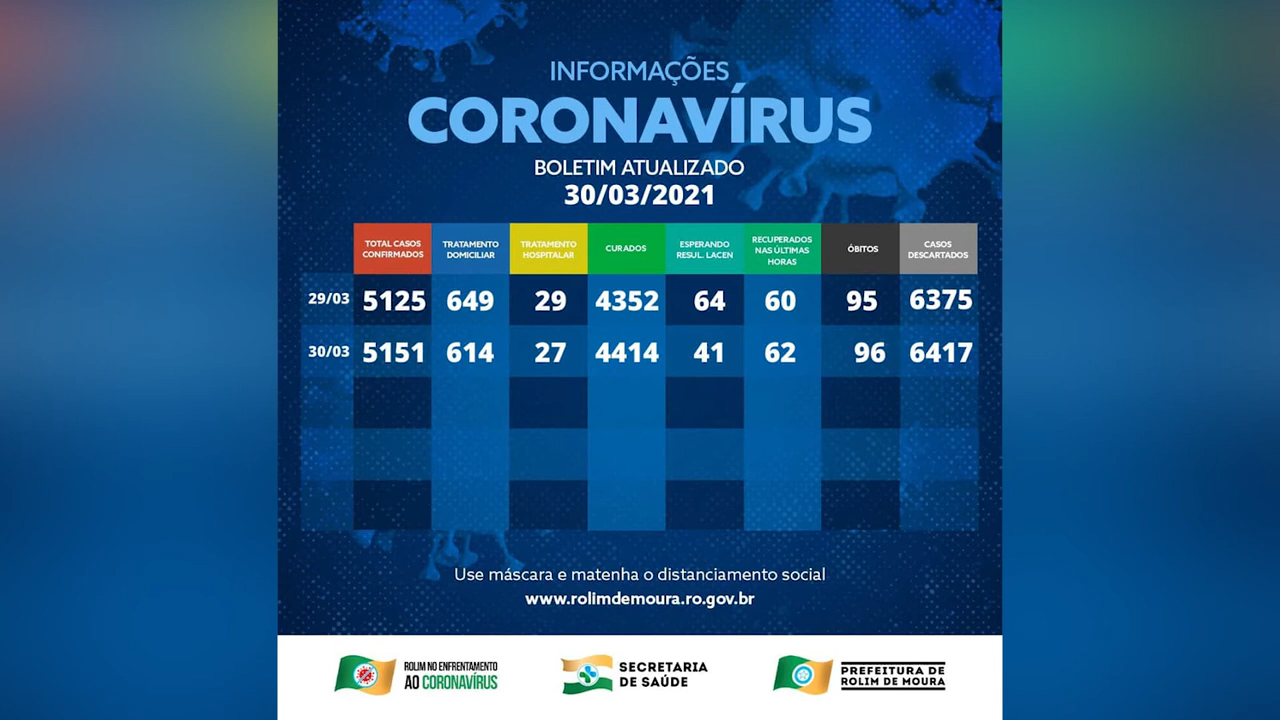 INFORMAÇÕES
CORONAVÍRUS
BOLETIM ATUALIZADO
30/03/2021
TOTAL CASOS
CONFIRMADOS
TRATAMENTO
DOMICILIAR
TRATAMENTO
HOSPITALAR
CURADOS
ESPERANDO
RESUL. LACEN
RECUPERADOS
NAS ÚLTIMAS
HORAS
ÓBITOS
CASOS
DESCARTADOS
29/03 5125 649 29 4352 64 60 95 6375
30/03 5151 614 27 4414 41 62 96 6417
Use máscara e matenha o distanciamento social
www.rolimdemoura.ro.gov.br
ROLIM NO ENFRENTAMENTO
AO CORONAVÍRUS
SECRETARIA
DE SAÚDE
PREFEITURA DE
ROLIM DE MOURA